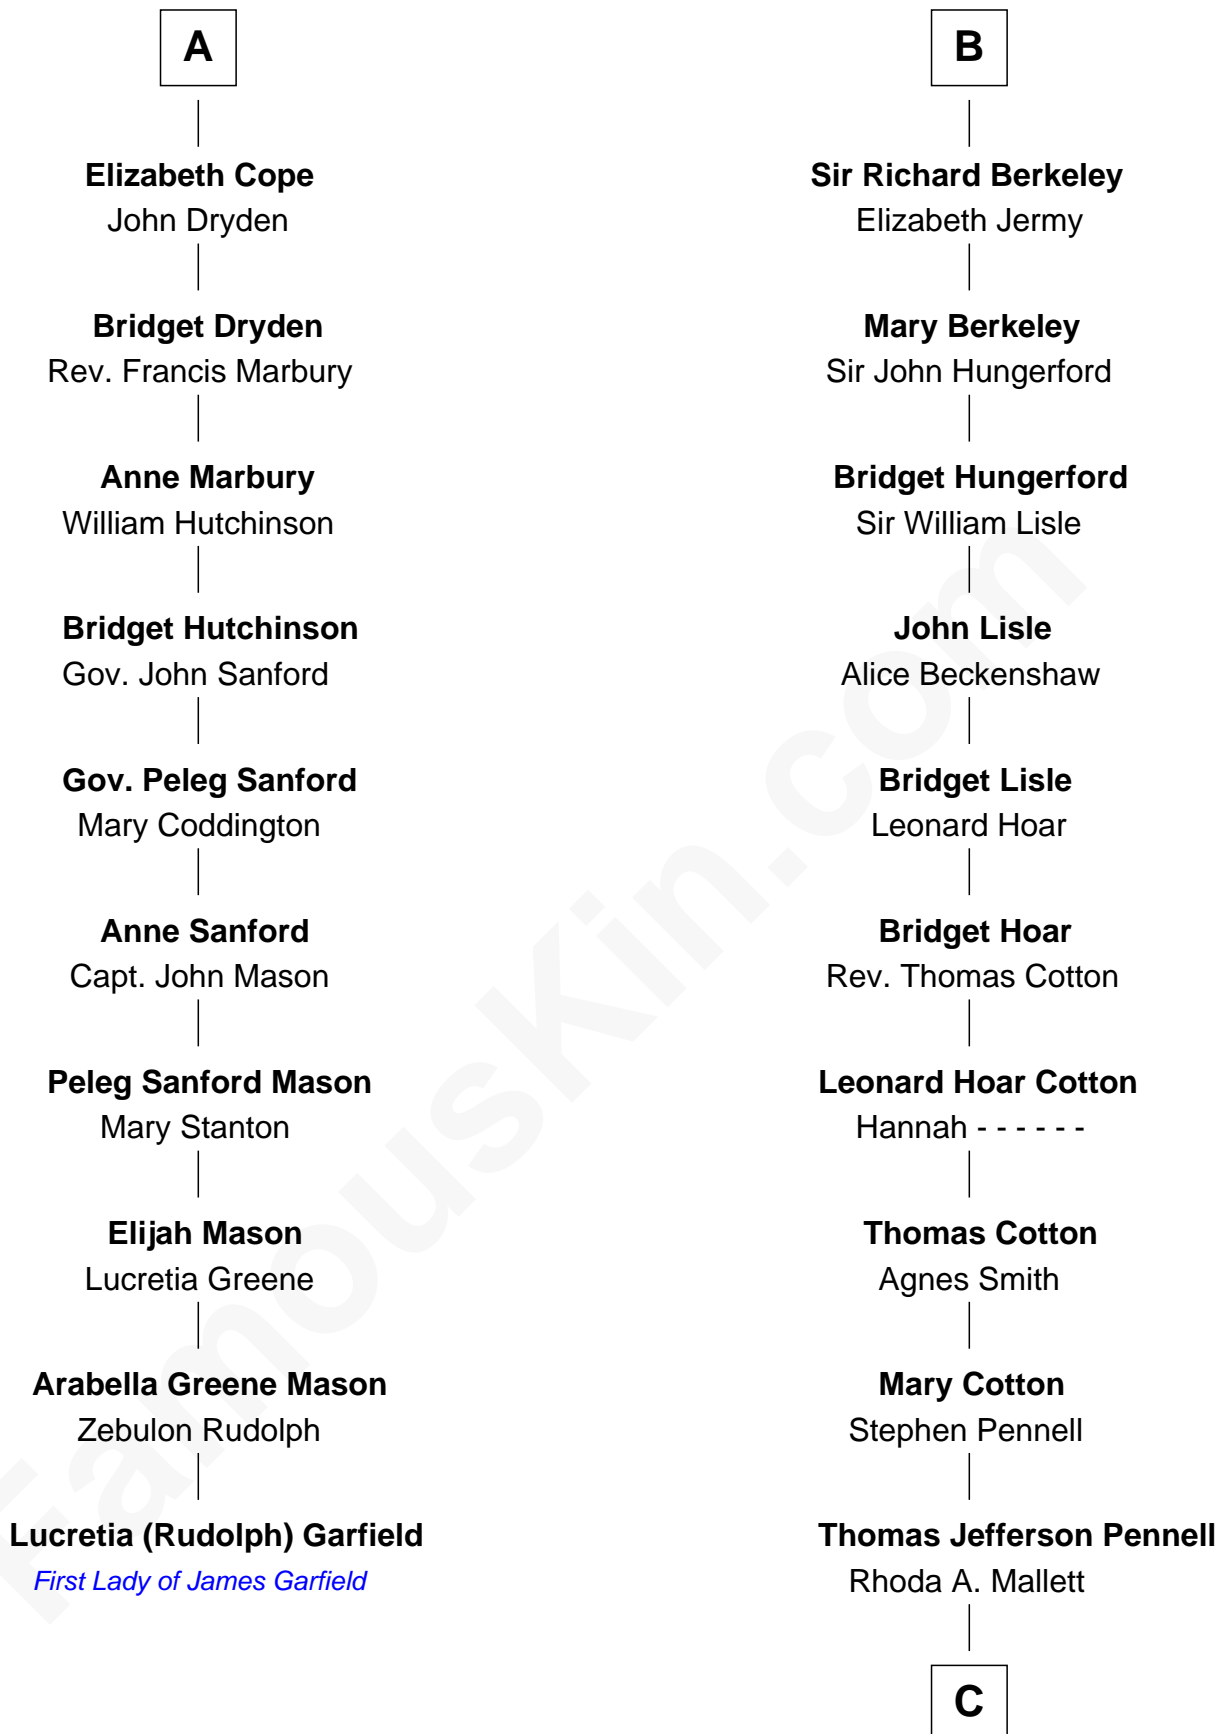 A
Elizabeth Cope
John Dryden
Bridget Dryden
Rev. Francis Marbury
Anne Marbury
William Hutchinson
Bridget Hutchinson
Gov. John Sanford
Gov. Peleg Sanford
Mary Coddington
Anne Sanford
Capt. John Mason
Peleg Sanford Mason
Mary Stanton
Elijah Mason
Lucretia Greene
Arabella Greene Mason
Zebulon Rudolph
Lucretia (Rudolph) Garfield
First Lady of James Garfield
B
Sir Richard Berkeley
Elizabeth Jermy
Mary Berkeley
Sir John Hungerford
Bridget Hungerford
Sir William Lisle
John Lisle
Alice Beckenshaw
Bridget Lisle
Leonard Hoar
Bridget Hoar
Rev. Thomas Cotton
Leonard Hoar Cotton
Hannah - - - - - -
Thomas Cotton
Agnes Smith
Mary Cotton
Stephen Pennell
Thomas Jefferson Pennell
Rhoda A. Mallett
C
FamousKin.com